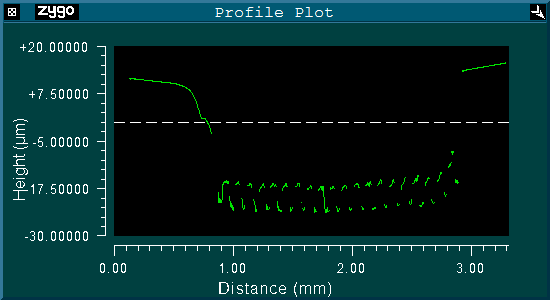 zygo Profile Plot
+20.00000
+7.50000
-5.00000
-17.50000
-30.00000
Height (µm)
0.00 1.00 2.00 3.00
Distance (mm)